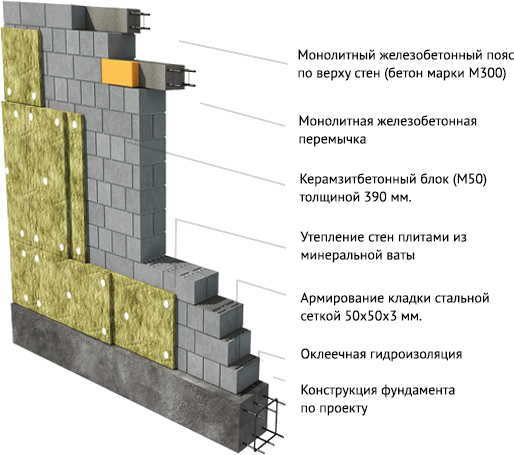 Монолитный железобетонный пояс
по верху стен (бетон марки М300)
Монолитная железобетонная
перемычка
Керамзитбетонный блок (М50)
толщиной 390 мм.
Утепление стен плитами из
минеральной ваты
Армирование кладки стальной
сеткой 50х50х3 мм.
Оклеечная гидроизоляция
Конструкция фундамента
по проекту